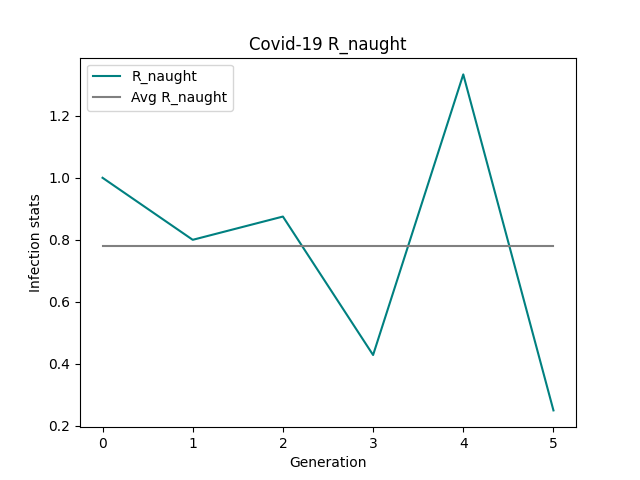 Covid-19 R_naught
R_naught
Avg R_naught
Infection stats
1.2
1.0
0.8
0.6
0.4
0.2
0 1 2 3 4 5
Generation